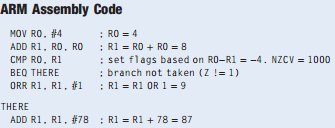 ARM Assembly Code
MOV R0, #4 ; R0 = 4
ADD R1, R0, R0 ; R1 = R0 + R0 = 8
CMP R0, R1 ; set flags based on R0-R1 = -4. NZCV = 1000
BEQ THERE ; branch not taken (Z != 1)
ORR R1, R1, #1 ; R1 = R1 OR 1 = 9
THERE
ADD R1, R1, #78 ; R1 = R1 + 78 = 87